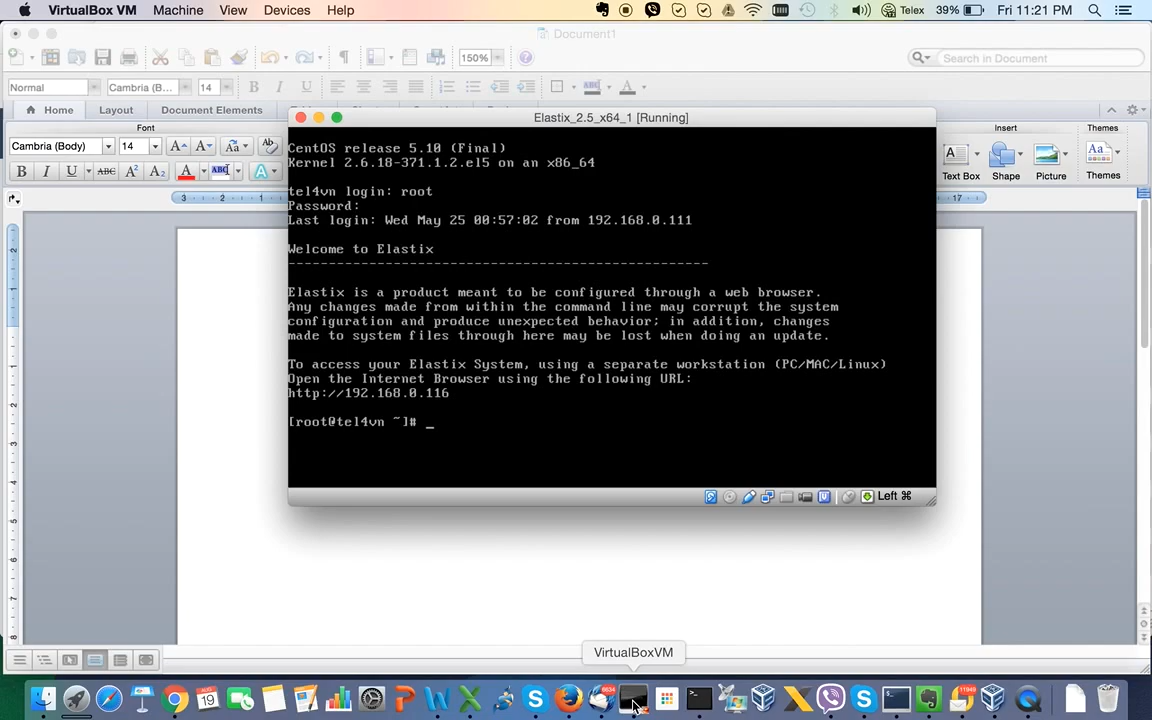 VirtualBox VM Machine View Devices Help Telex 39% Fri 11:21 PM
Document1
150% Search in Document
Normal Cambria (B... 14 B I U
Home Layout Document Elements
Font Insert Themes
Cambria (Body) 14
B I U ABC A2 A2 Text Box Shape Picture Themes
3 2 1 17
Elastix_2.5_x64_1 [Running]
CentOS release 5.10 (Final)
Kernel 2.6.18-371.1.2.el5 on an x86_64
tel4vn login: root
Password:
Last login: Wed May 25 00:57:02 from 192.168.0.111
Welcome to Elastix
----------------------------------------------------
Elastix is a product meant to be configured through a web browser.
Any changes made from within the command line may corrupt the system
configuration and produce unexpected behavior; in addition, changes
made to system files through here may be lost when doing an update.
To access your Elastix System, using a separate workstation (PC/MAC/Linux)
Open the Internet Browser using the following URL:
http://192.168.0.116
[root@tel4vn ~]# _
Left ⌘
VirtualBoxVM